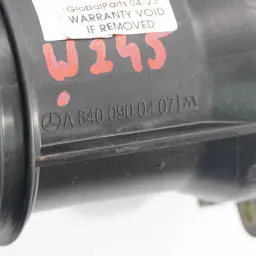 GlobalParts 04, 23
WARRANTY VOID
IF REMOVED
W245
A 640 090 04 07/M